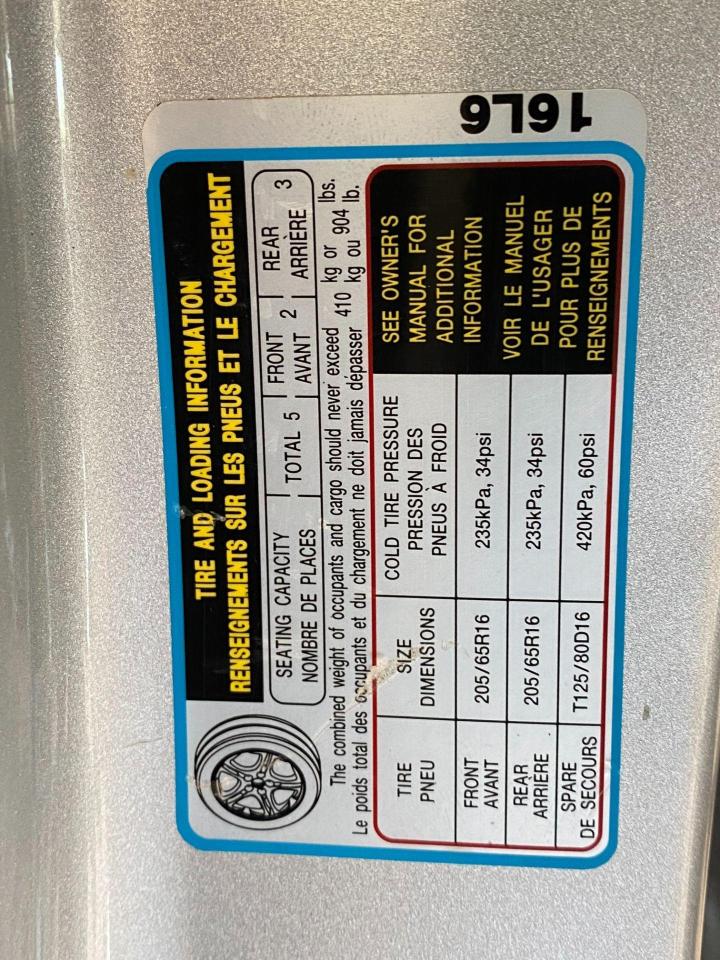 16L6
TIRE AND LOADING INFORMATION
RENSEIGNEMENTS SUR LES PNEUS ET LE CHARGEMENT
SEATING CAPACITY
NOMBRE DE PLACES
TOTAL 5
FRONT
AVANT 2
REAR
ARRIÈRE 3
The combined weight of occupants and cargo should never exceed 410 kg or 904 lbs.
Le poids total des occupants et du chargement ne doit jamais dépasser 410 kg ou 904 lb.
TIRE
PNEU
SIZE
DIMENSIONS
COLD TIRE PRESSURE
PRESSION DES
PNEUS À FROID
FRONT
AVANT
205/65R16
235kPa, 34psi
REAR
ARRIÈRE
205/65R16
235kPa, 34psi
SPARE
DE SECOURS
T125/80D16
420kPa, 60psi
SEE OWNER'S
MANUAL FOR
ADDITIONAL
INFORMATION
VOIR LE MANUEL
DE L'USAGER
POUR PLUS DE
RENSEIGNEMENTS